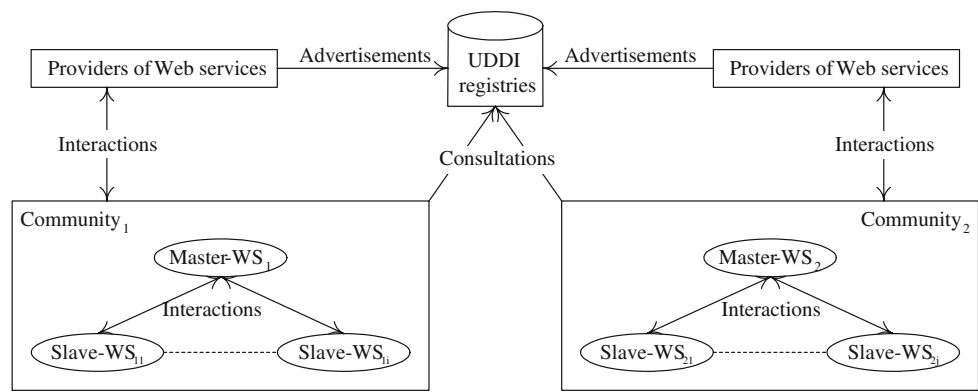 Advertisements
UDDI
registries
Advertisements
Providers of Web services
Providers of Web services
Interactions
Consultations
Interactions
Community1
Community2
Master-WS1
Master-WS2
Interactions
Interactions
Slave-WS11
Slave-WS1i
Slave-WS21
Slave-WS2j